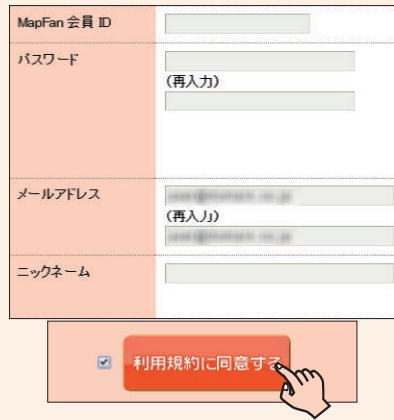 MapFan 会員 ID
パスワード
(再入力)
メールアドレス
(再入力)
ニックネーム
利用規約に同意する